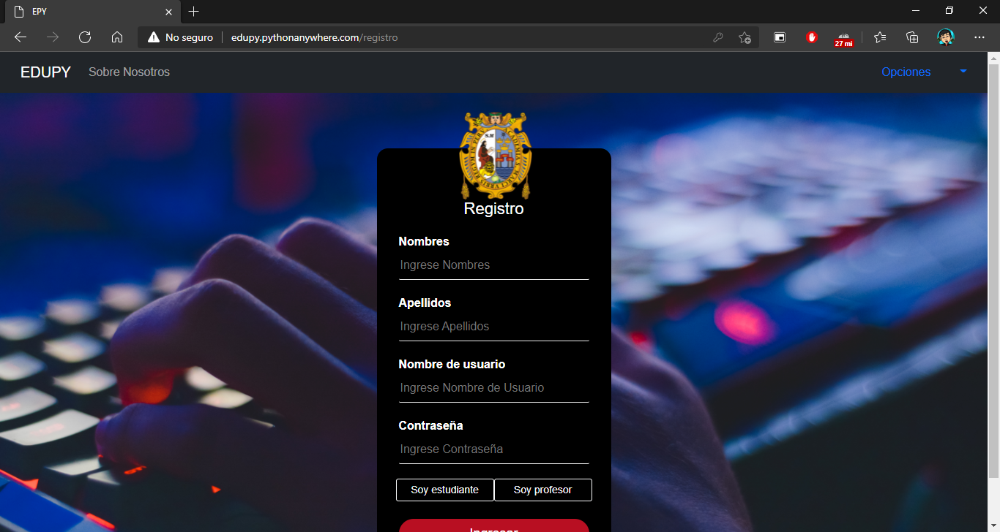 EPY
No seguro
edupy.pythonanywhere.com/registro
27 mi
EDUPY
Sobre Nosotros
Opciones
S.M
Registro
Nombres
Ingrese Nombres
Apellidos
Ingrese Apellidos
Nombre de usuario
Ingrese Nombre de Usuario
Contraseña
Ingrese Contraseña
Soy estudiante
Soy profesor
Ingresar